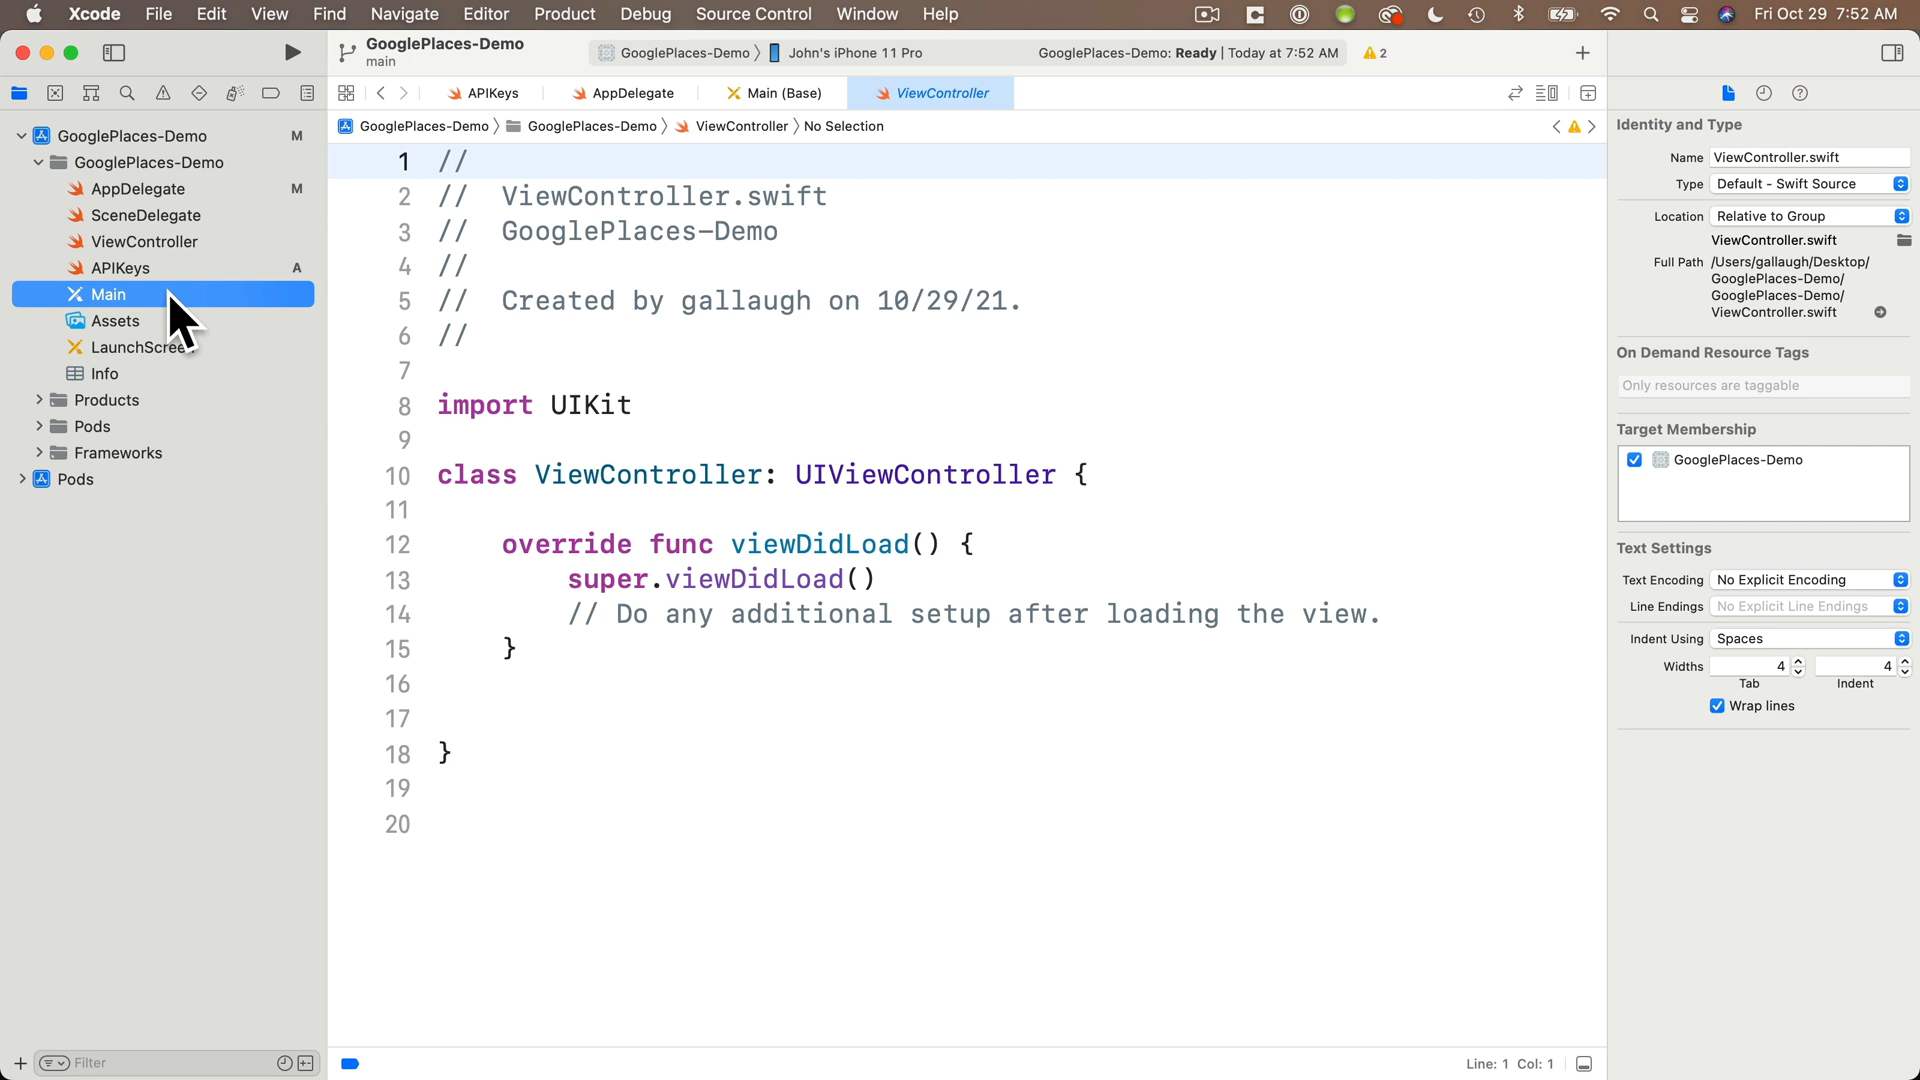 Xcode File Edit View Find Navigate Editor Product Debug Source Control Window Help Fri Oct 29 7:52 AM
GooglePlaces-Demo
main
GooglePlaces-Demo 〉 John's iPhone 11 Pro GooglePlaces-Demo: Ready | Today at 7:52 AM 2
APIKeys AppDelegate Main (Base) ViewController
GooglePlaces-Demo 〉 GooglePlaces-Demo 〉 ViewController 〉 No Selection
GooglePlaces-Demo M
GooglePlaces-Demo
AppDelegate M
SceneDelegate
ViewController
APIKeys A
Main
Assets
LaunchScreen
Info
Products
Pods
Frameworks
Pods
Filter
1 //
2 // ViewController.swift
3 // GooglePlaces-Demo
4 //
5 // Created by gallaugh on 10/29/21.
6 //
7
8 import UIKit
9
10 class ViewController: UIViewController {
11
12 override func viewDidLoad() {
13 super.viewDidLoad()
14 // Do any additional setup after loading the view.
15 }
16
17
18 }
19
20
Line: 1 Col: 1
Identity and Type
Name ViewController.swift
Type Default - Swift Source
Location Relative to Group
ViewController.swift
Full Path /Users/gallaugh/Desktop/
GooglePlaces-Demo/
GooglePlaces-Demo/
ViewController.swift
On Demand Resource Tags
Only resources are taggable
Target Membership
GooglePlaces-Demo
Text Settings
Text Encoding No Explicit Encoding
Line Endings No Explicit Line Endings
Indent Using Spaces
Widths 4 4
Tab Indent
Wrap lines